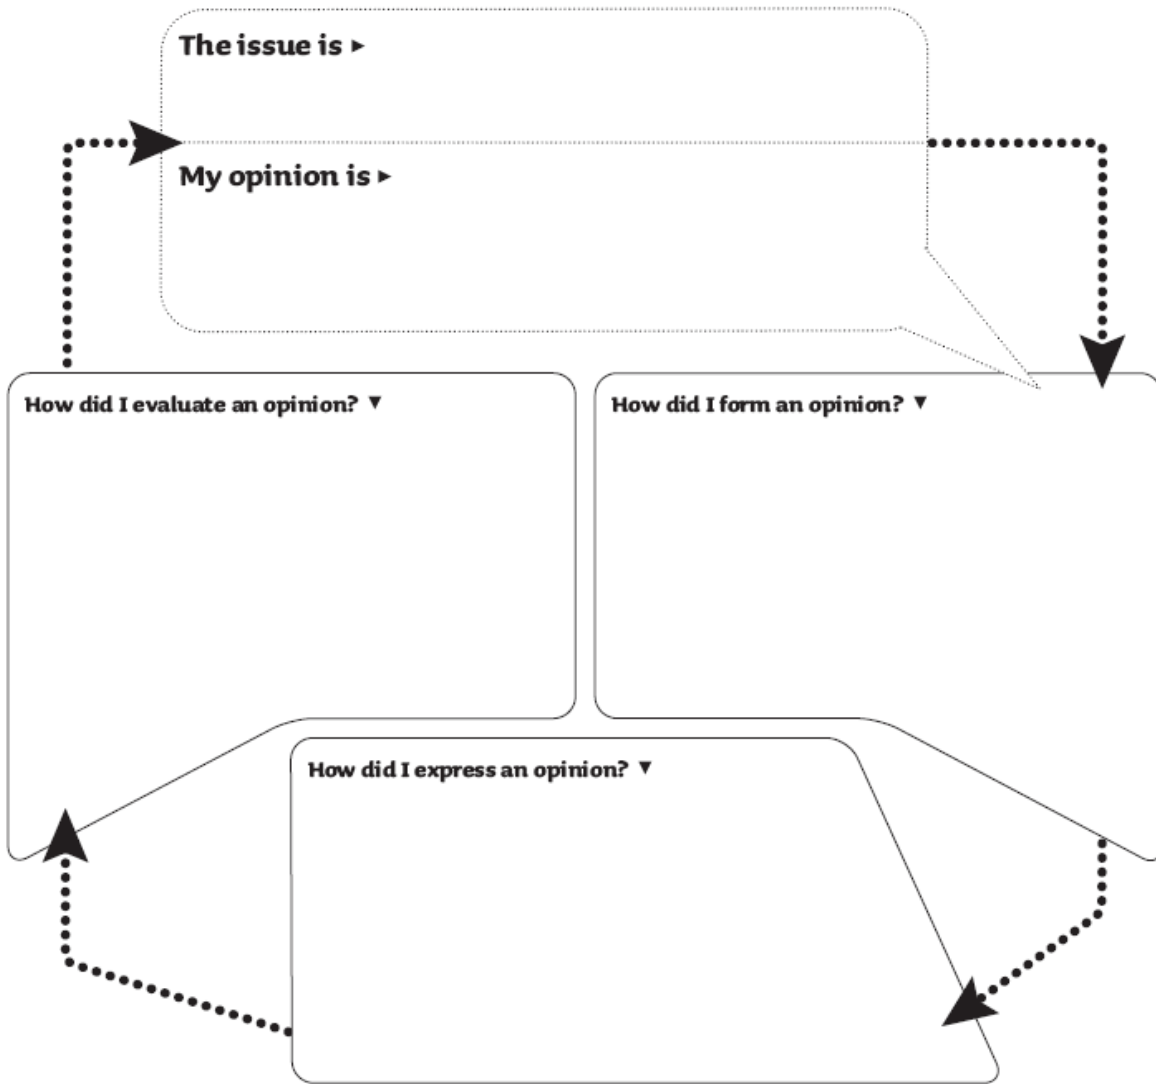 The issue is ▸
My opinion is ▸
How did I evaluate an opinion? ▼
How did I form an opinion? ▼
How did I express an opinion? ▼